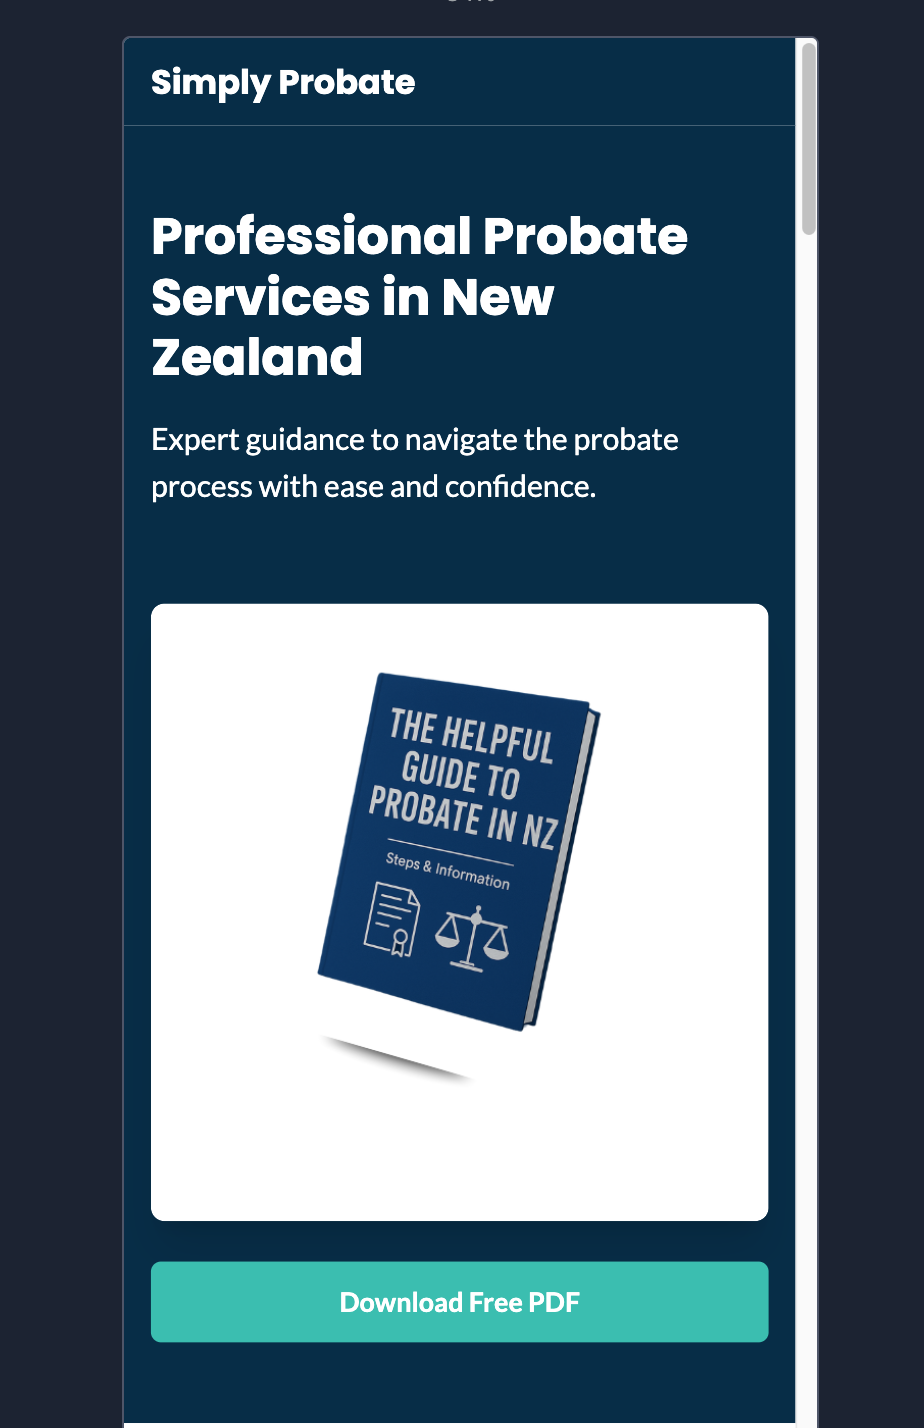 Simply Probate
Professional Probate
Services in New
Zealand
Expert guidance to navigate the probate
process with ease and confidence.
THE HELPFUL
GUIDE TO
PROBATE IN NZ
Steps & Information
Download Free PDF